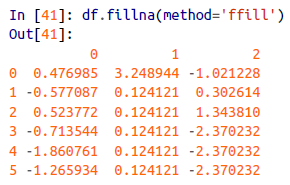 In [41]: df.fillna(method='ffill')
Out[41]:
0 1 2
0 0.476985 3.248944 -1.021228
1 -0.577087 0.124121 0.302614
2 0.523772 0.124121 1.343810
3 -0.713544 0.124121 -2.370232
4 -1.860761 0.124121 -2.370232
5 -1.265934 0.124121 -2.370232